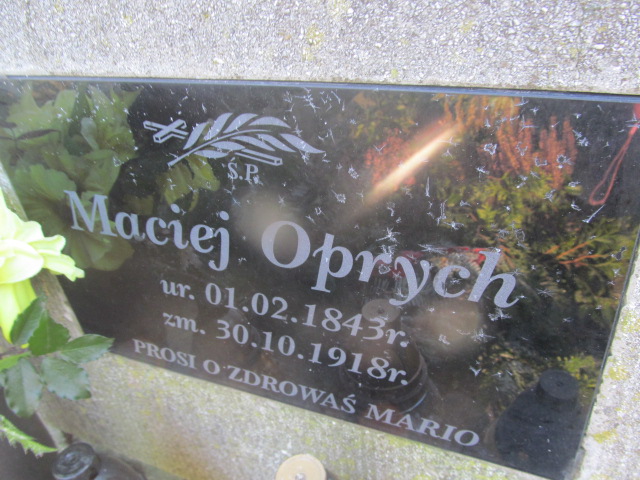 Ś.P.
Maciej Oprych
ur. 01.02.1843r.
zm. 30.10.1918r.
PROSI O ZDROWAŚ MARIO